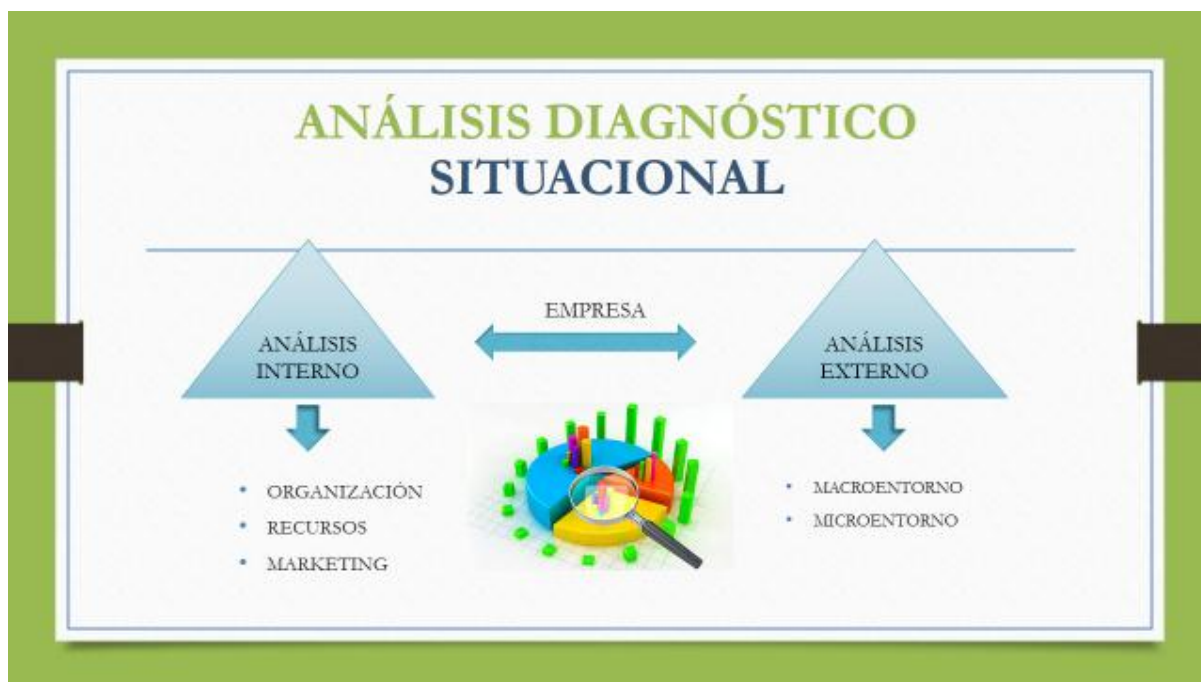 ANÁLISIS DIAGNÓSTICO
SITUACIONAL
EMPRESA
ANÁLISIS
INTERNO
ANÁLISIS
EXTERNO
• ORGANIZACIÓN
• RECURSOS
• MARKETING
• MACROENTORNO
• MICROENTORNO